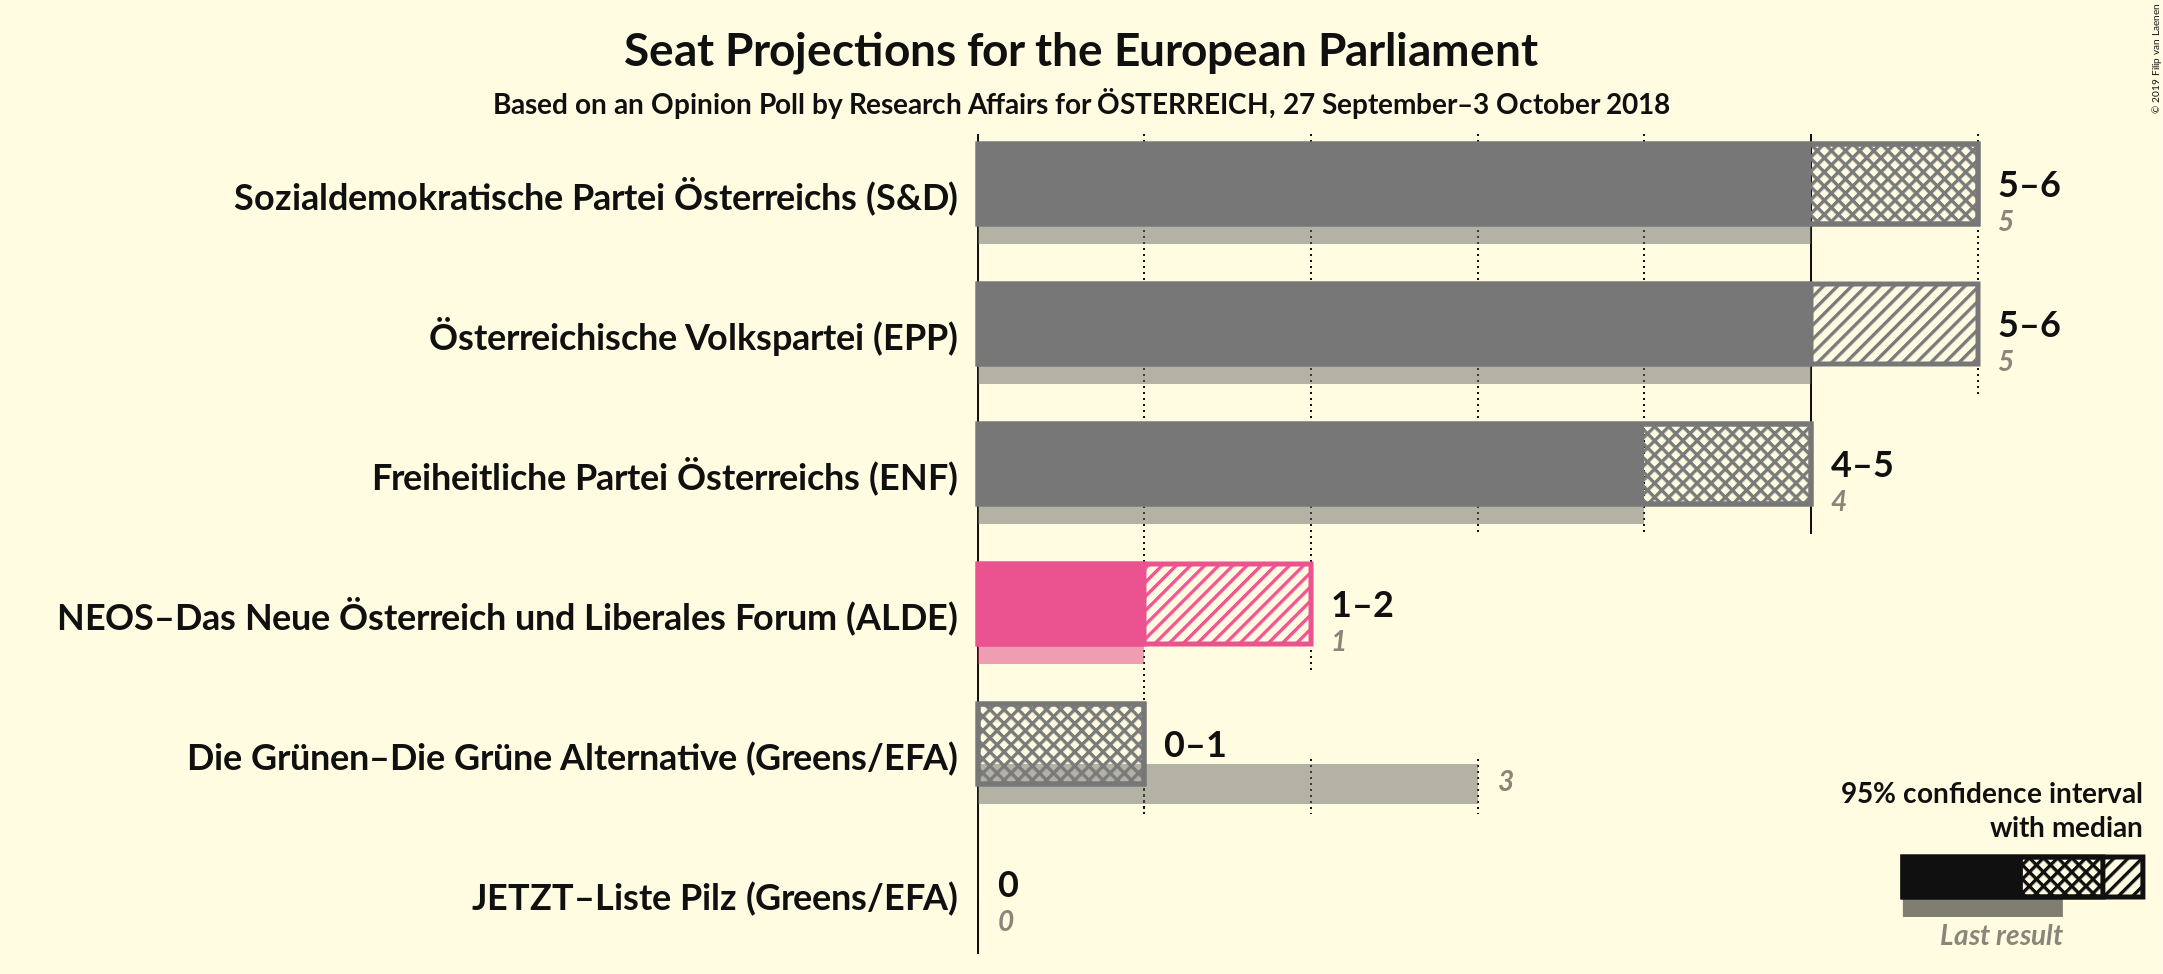 Seat Projections for the European Parliament
Based on an Opinion Poll by Research Affairs for ÖSTERREICH, 27 September–3 October 2018
© 2019 Filip van Laenen
Sozialdemokratische Partei Österreichs (S&D)
5–6
5
Österreichische Volkspartei (EPP)
5–6
5
Freiheitliche Partei Österreichs (ENF)
4–5
4
NEOS–Das Neue Österreich und Liberales Forum (ALDE)
1–2
1
Die Grünen–Die Grüne Alternative (Greens/EFA)
0–1
3
JETZT–Liste Pilz (Greens/EFA)
0
0
95% confidence interval
with median
Last result